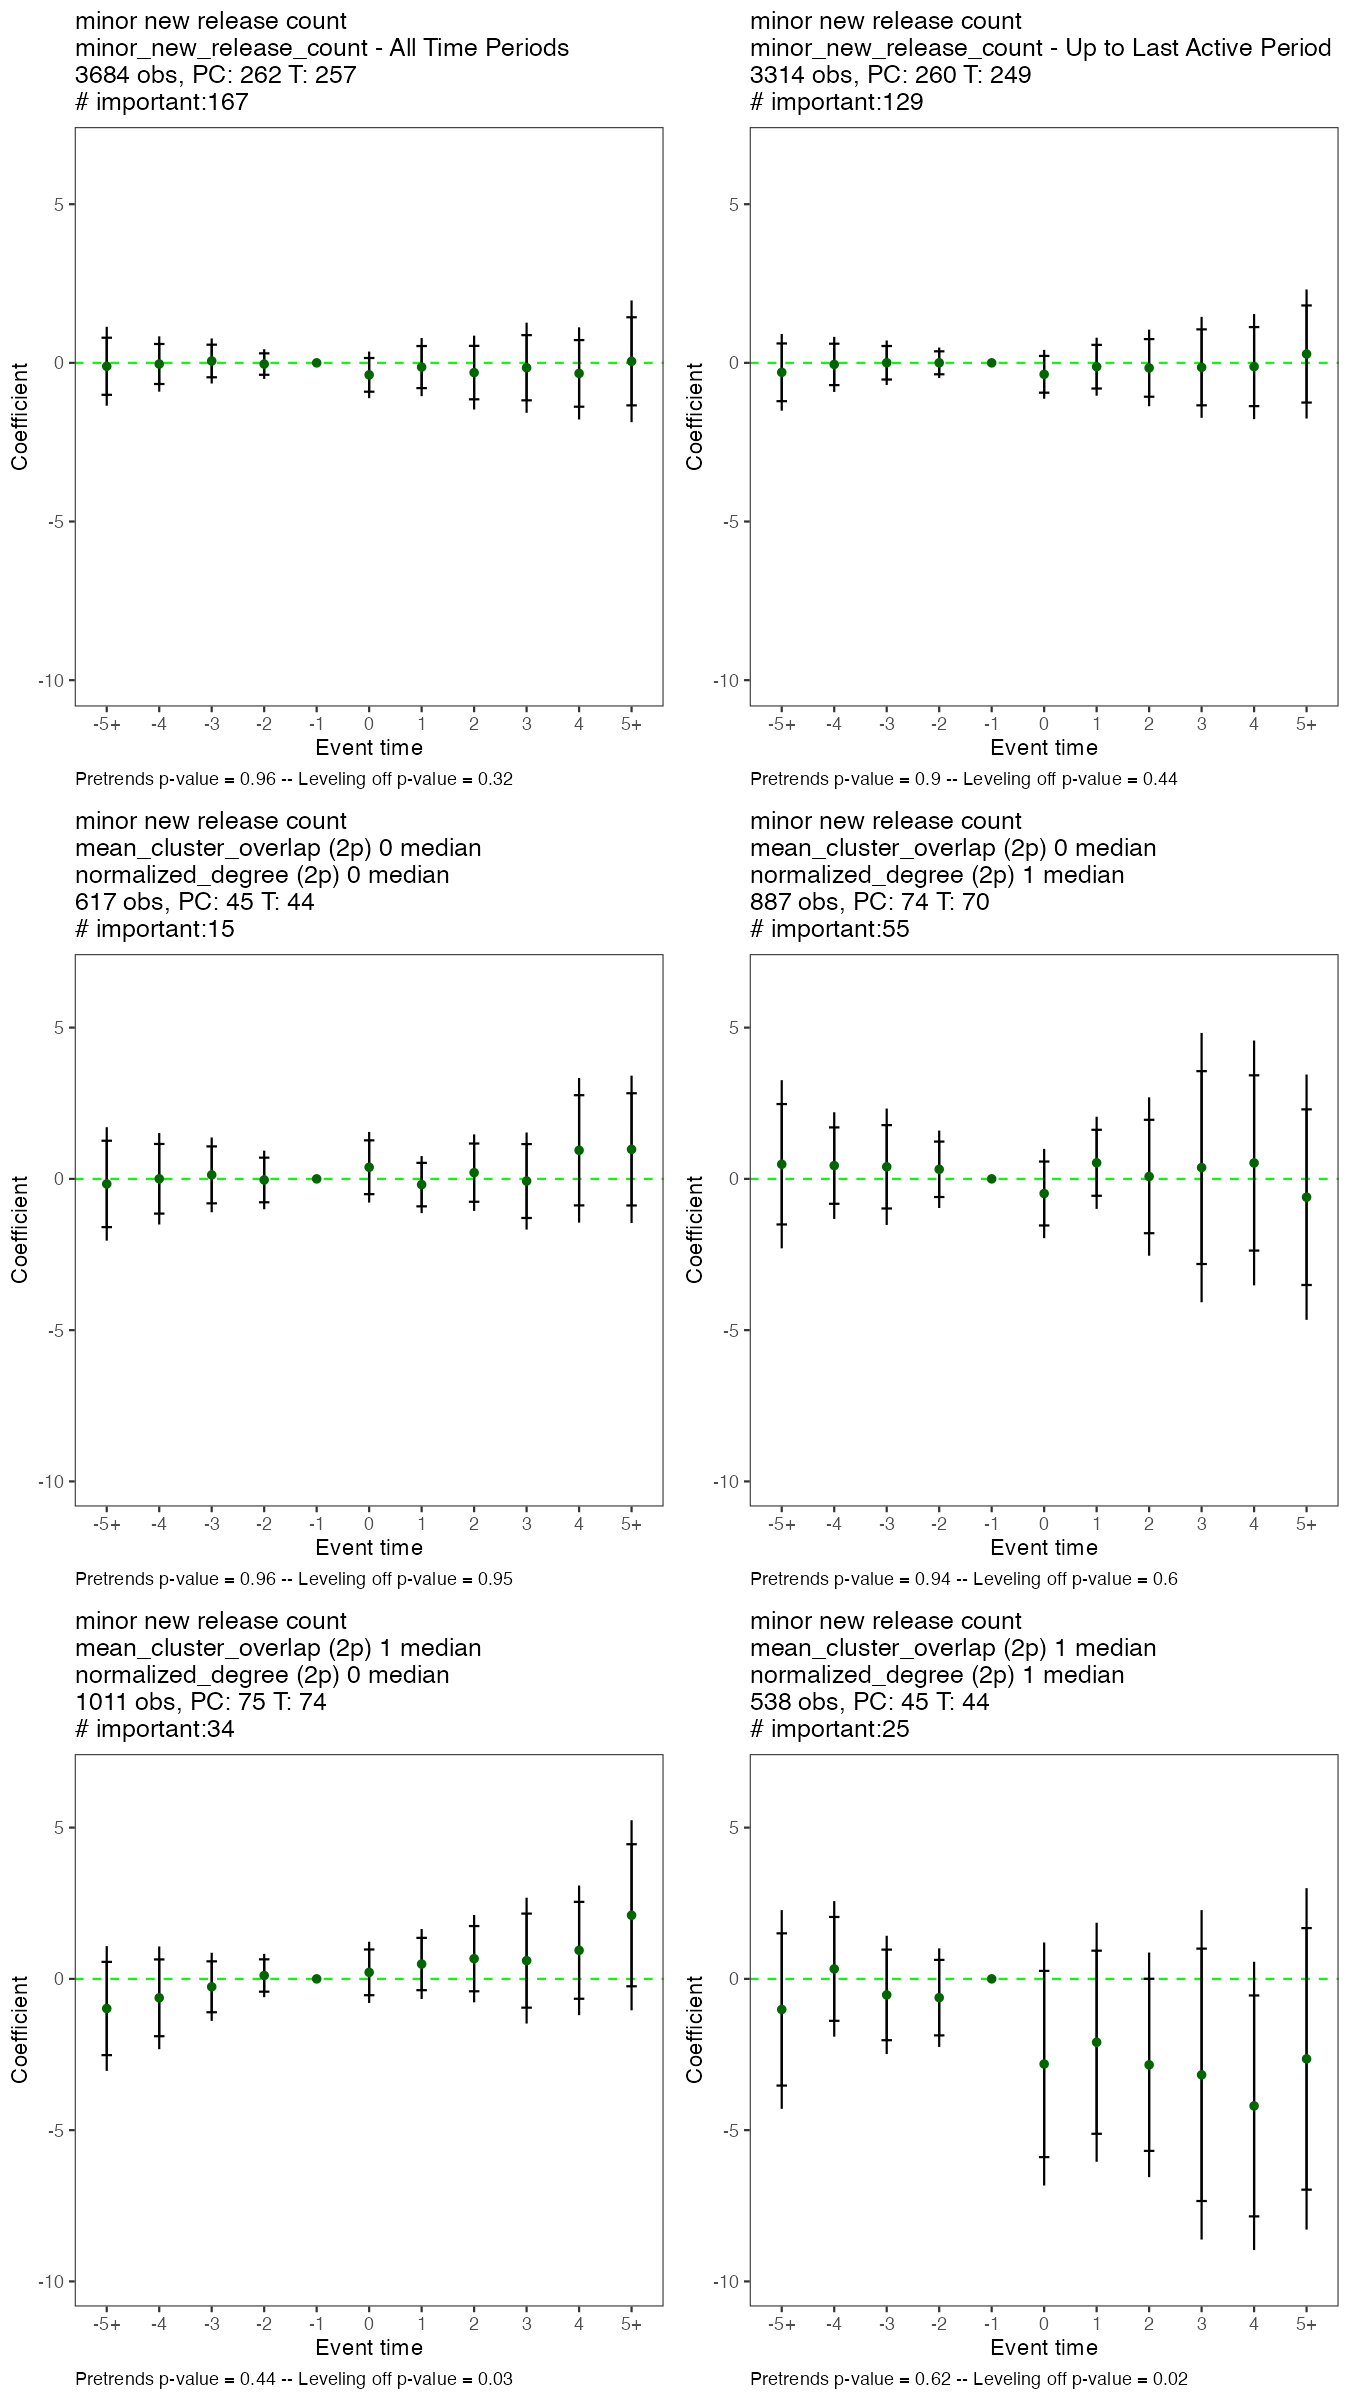 minor new release count
minor_new_release_count - All Time Periods
3684 obs, PC: 262 T: 257
# important:167
5
0
-5
-10
Coefficient
-5+ -4 -3 -2 -1 0 1 2 3 4 5+
Event time
Pretrends p-value = 0.96 -- Leveling off p-value = 0.32
minor new release count
minor_new_release_count - Up to Last Active Period
3314 obs, PC: 260 T: 249
# important:129
5
0
-5
-10
Coefficient
-5+ -4 -3 -2 -1 0 1 2 3 4 5+
Event time
Pretrends p-value = 0.9 -- Leveling off p-value = 0.44
minor new release count
mean_cluster_overlap (2p) 0 median
normalized_degree (2p) 0 median
617 obs, PC: 45 T: 44
# important:15
5
0
-5
-10
Coefficient
-5+ -4 -3 -2 -1 0 1 2 3 4 5+
Event time
Pretrends p-value = 0.96 -- Leveling off p-value = 0.95
minor new release count
mean_cluster_overlap (2p) 0 median
normalized_degree (2p) 1 median
887 obs, PC: 74 T: 70
# important:55
5
0
-5
-10
Coefficient
-5+ -4 -3 -2 -1 0 1 2 3 4 5+
Event time
Pretrends p-value = 0.94 -- Leveling off p-value = 0.6
minor new release count
mean_cluster_overlap (2p) 1 median
normalized_degree (2p) 0 median
1011 obs, PC: 75 T: 74
# important:34
5
0
-5
-10
Coefficient
-5+ -4 -3 -2 -1 0 1 2 3 4 5+
Event time
Pretrends p-value = 0.44 -- Leveling off p-value = 0.03
minor new release count
mean_cluster_overlap (2p) 1 median
normalized_degree (2p) 1 median
538 obs, PC: 45 T: 44
# important:25
5
0
-5
-10
Coefficient
-5+ -4 -3 -2 -1 0 1 2 3 4 5+
Event time
Pretrends p-value = 0.62 -- Leveling off p-value = 0.02